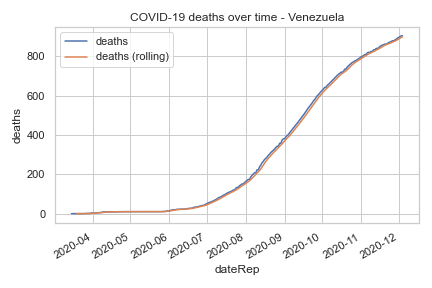 COVID-19 deaths over time - Venezuela
deaths
deaths (rolling)
deaths
800
600
400
200
0
2020-04
2020-05
2020-06
2020-07
2020-08
2020-09
2020-10
2020-11
2020-12
dateRep